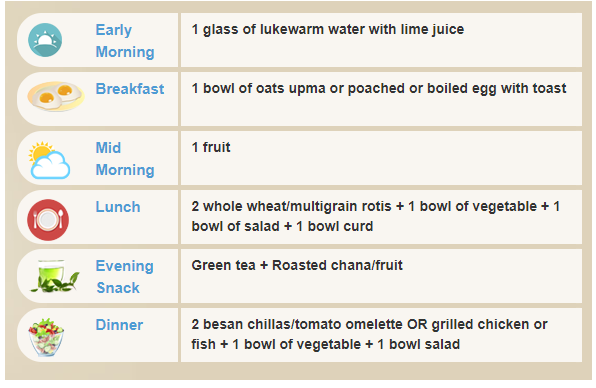 Early
Morning
1 glass of lukewarm water with lime juice
Breakfast
1 bowl of oats upma or poached or boiled egg with toast
Mid
Morning
1 fruit
Lunch
2 whole wheat/multigrain rotis + 1 bowl of vegetable + 1
bowl of salad + 1 bowl curd
Evening
Snack
Green tea + Roasted chana/fruit
Dinner
2 besan chillas/tomato omelette OR grilled chicken or
fish + 1 bowl of vegetable + 1 bowl salad